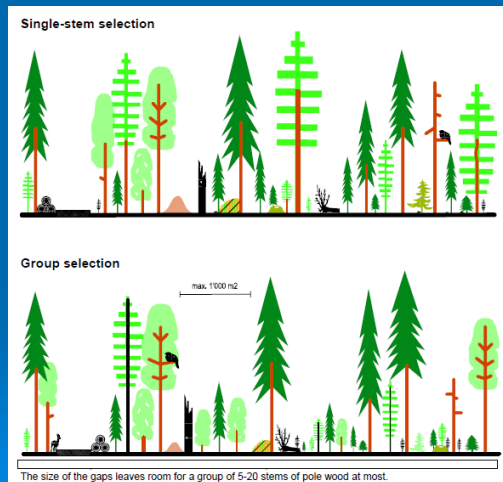 Single-stem selection
Group selection
max. 1'000 m2
The size of the gaps leaves room for a group of 5-20 stems of pole wood at most.